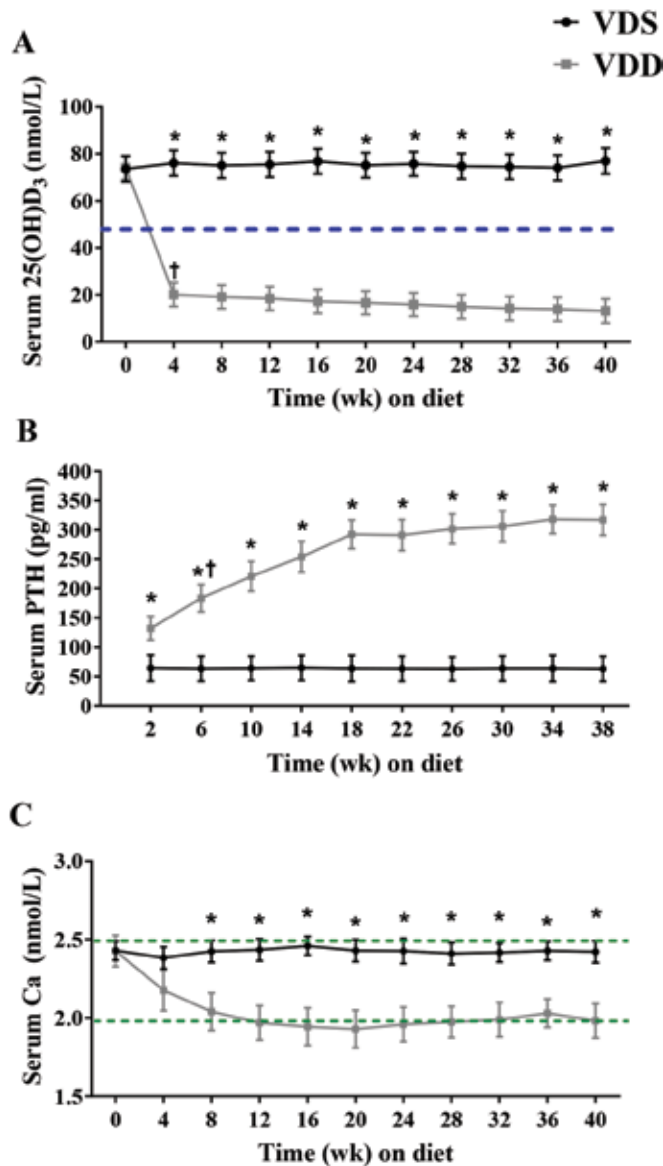 VDS
VDD
A
Serum 25(OH)D₃ (nmol/L)
100
80
60
40
20
0
* * * * * * * * * *
†
0 4 8 12 16 20 24 28 32 36 40
Time (wk) on diet
B
Serum PTH (pg/ml)
400
350
300
250
200
150
100
50
0
* *† * * * * * * * *
2 6 10 14 18 22 26 30 34 38
Time (wk) on diet
C
Serum Ca (nmol/L)
3.0
2.5
2.0
1.5
* * * * * * * * *
0 4 8 12 16 20 24 28 32 36 40
Time (wk) on diet